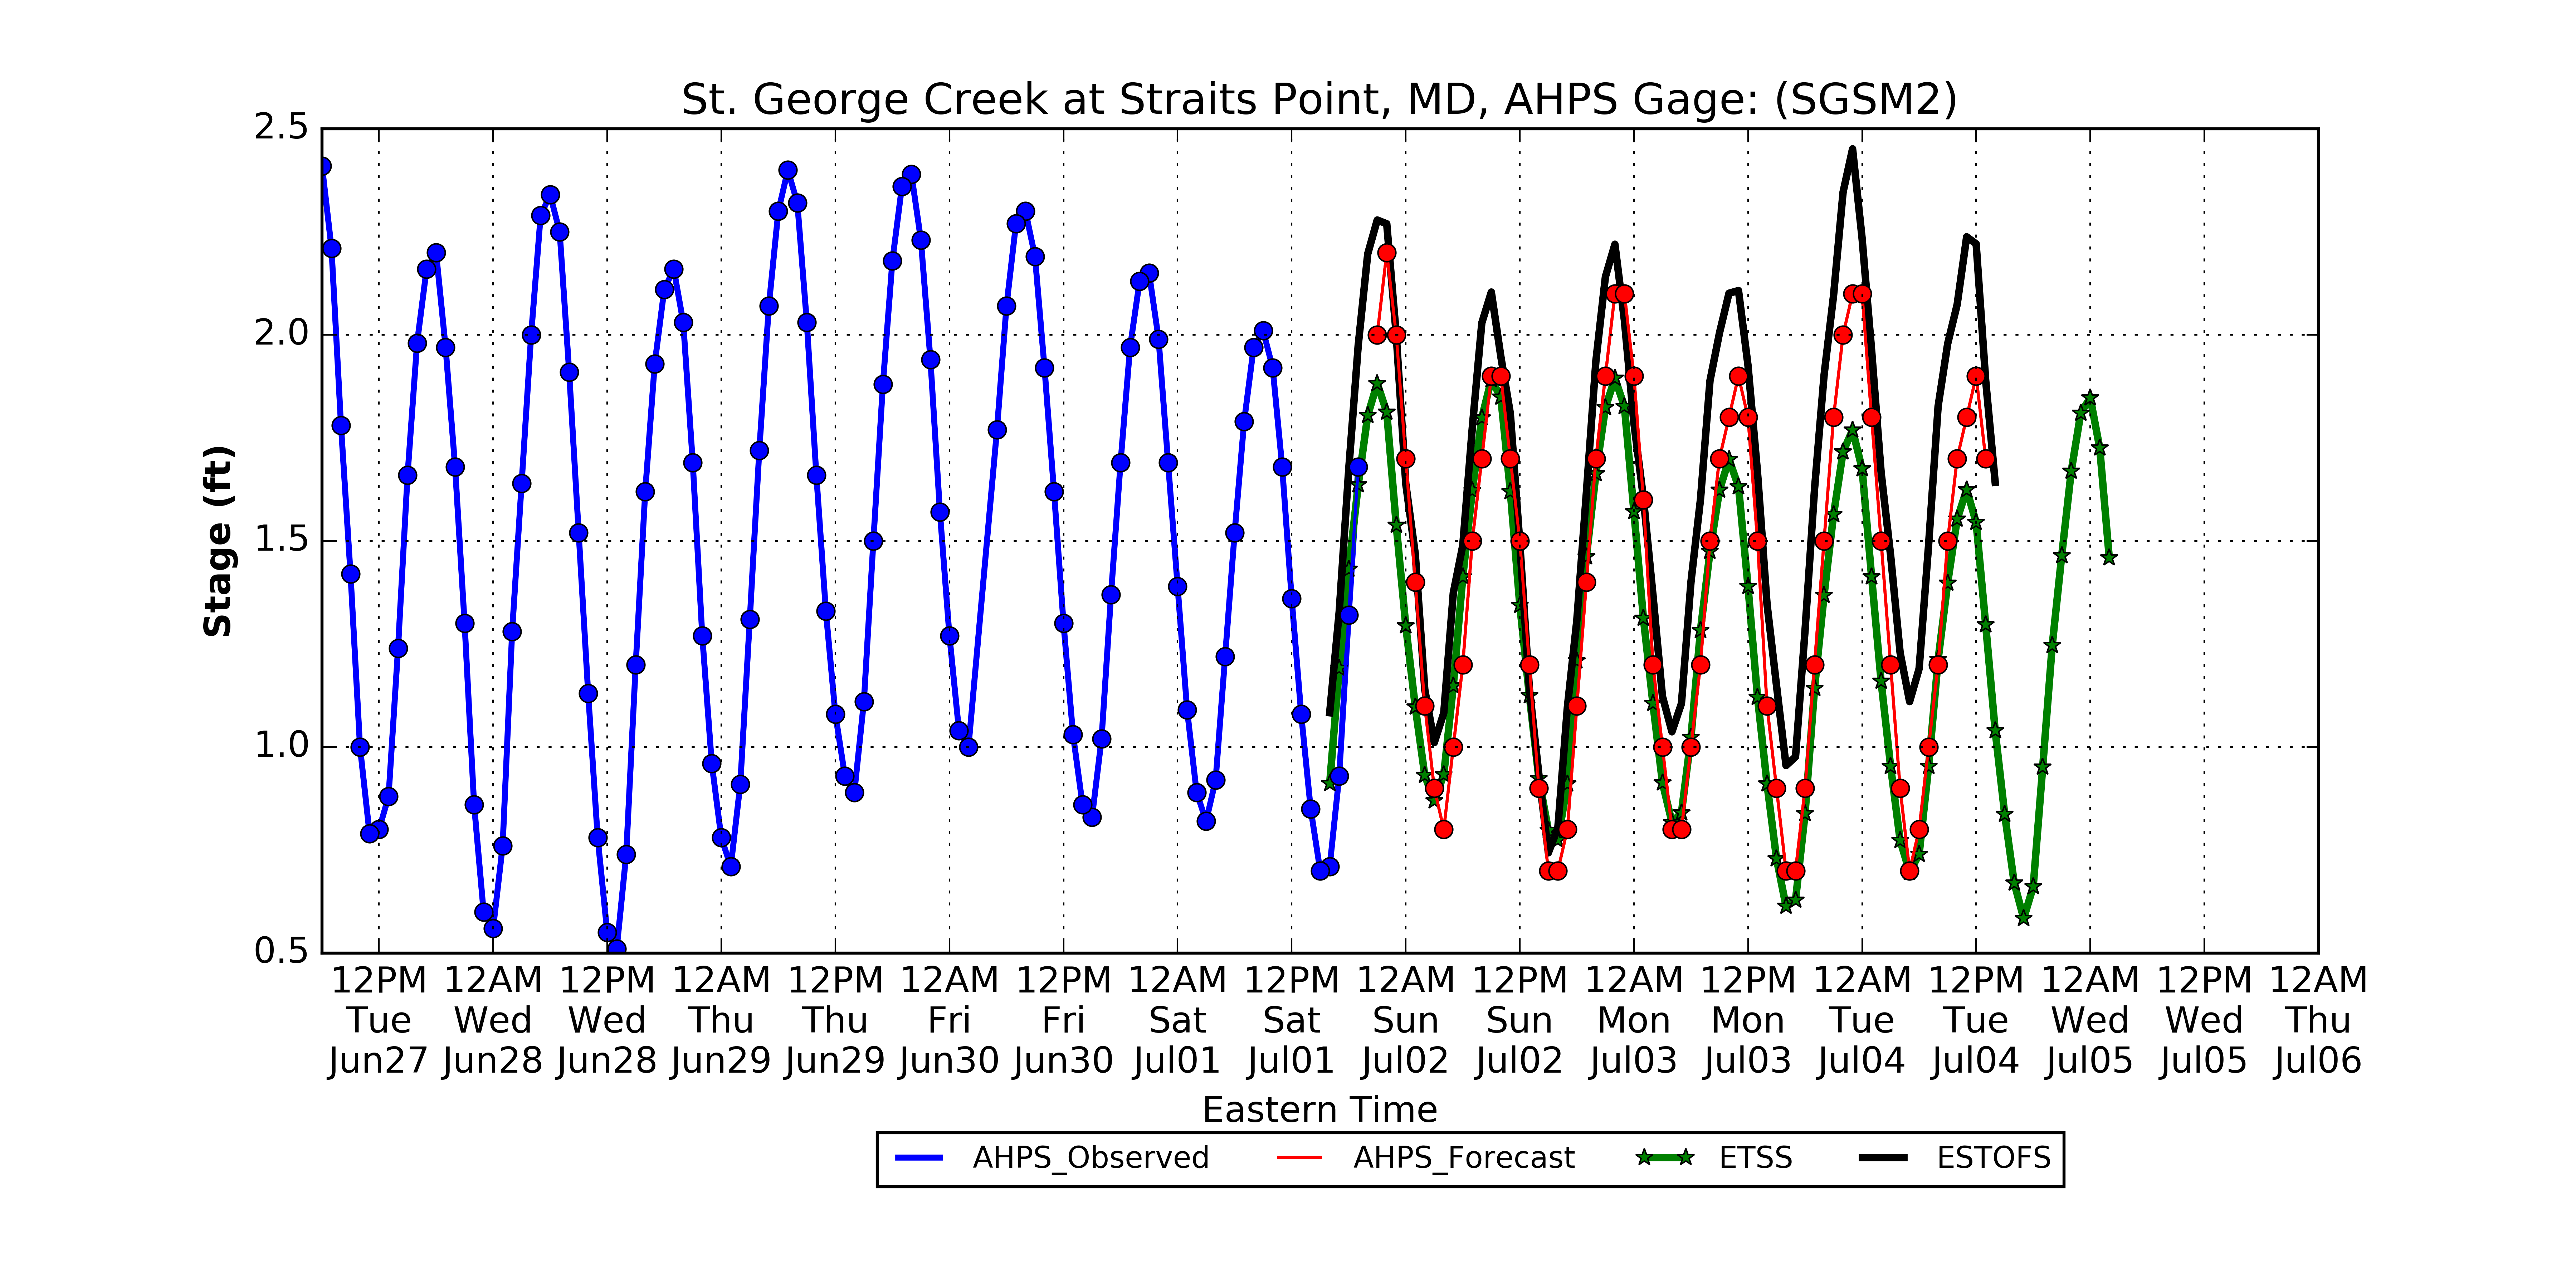 St. George Creek at Straits Point, MD, AHPS Gage: (SGSM2)
2.5
2.0
1.5
1.0
0.5
Stage (ft)
12PM 12AM 12PM 12AM 12PM 12AM 12PM 12AM 12PM 12AM 12PM 12AM 12PM 12AM 12PM 12AM 12PM 12AM
Tue Wed Wed Thu Thu Fri Fri Sat Sat Sun Sun Mon Mon Tue Tue Wed Wed Thu
Jun27 Jun28 Jun28 Jun29 Jun29 Jun30 Jun30 Jul01 Jul01 Jul02 Jul02 Jul03 Jul03 Jul04 Jul04 Jul05 Jul05 Jul06
Eastern Time
AHPS_Observed AHPS_Forecast ETSS ESTOFS